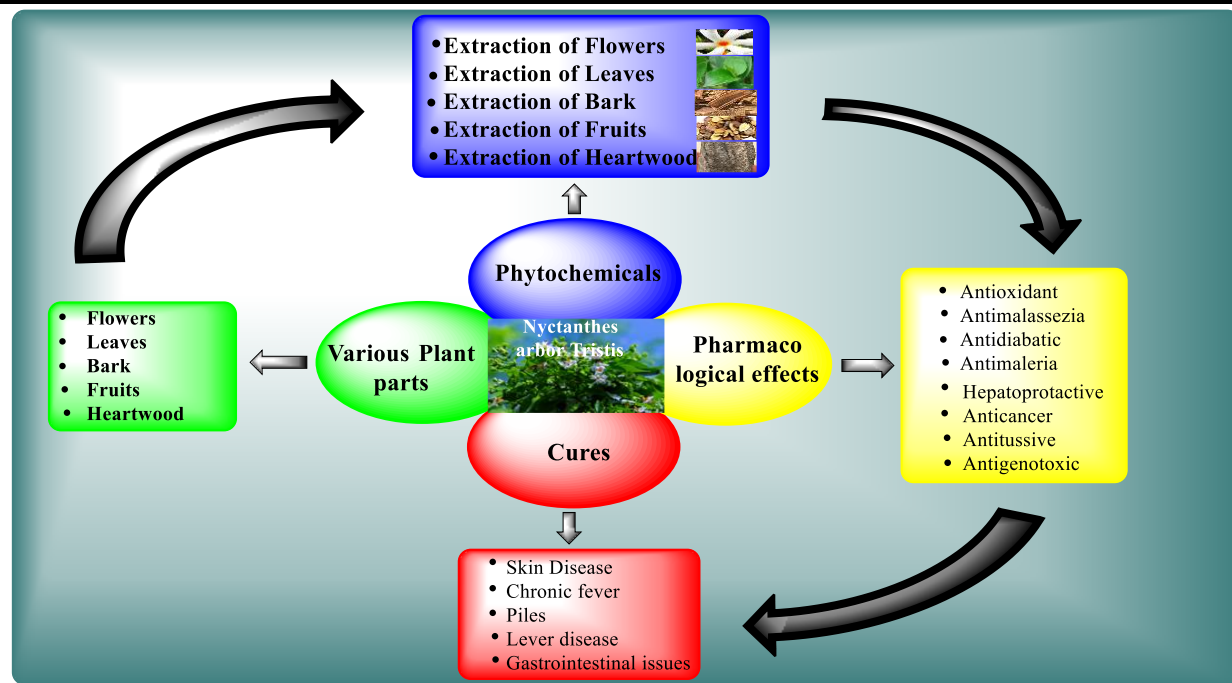 • Extraction of Flowers
• Extraction of Leaves
• Extraction of Bark
• Extraction of Fruits
• Extraction of Heartwood
Phytochemicals
Various Plant
parts
Nyctanthes
arbor Tristis
Pharmaco
logical effects
Cures
• Flowers
• Leaves
• Bark
• Fruits
• Heartwood
• Antioxidant
• Antimalassezia
• Antidiabatic
• Antimaleria
• Hepatoprotactive
• Anticancer
• Antitussive
• Antigenotoxic
• Skin Disease
• Chronic fever
• Piles
• Lever disease
• Gastrointestinal issues